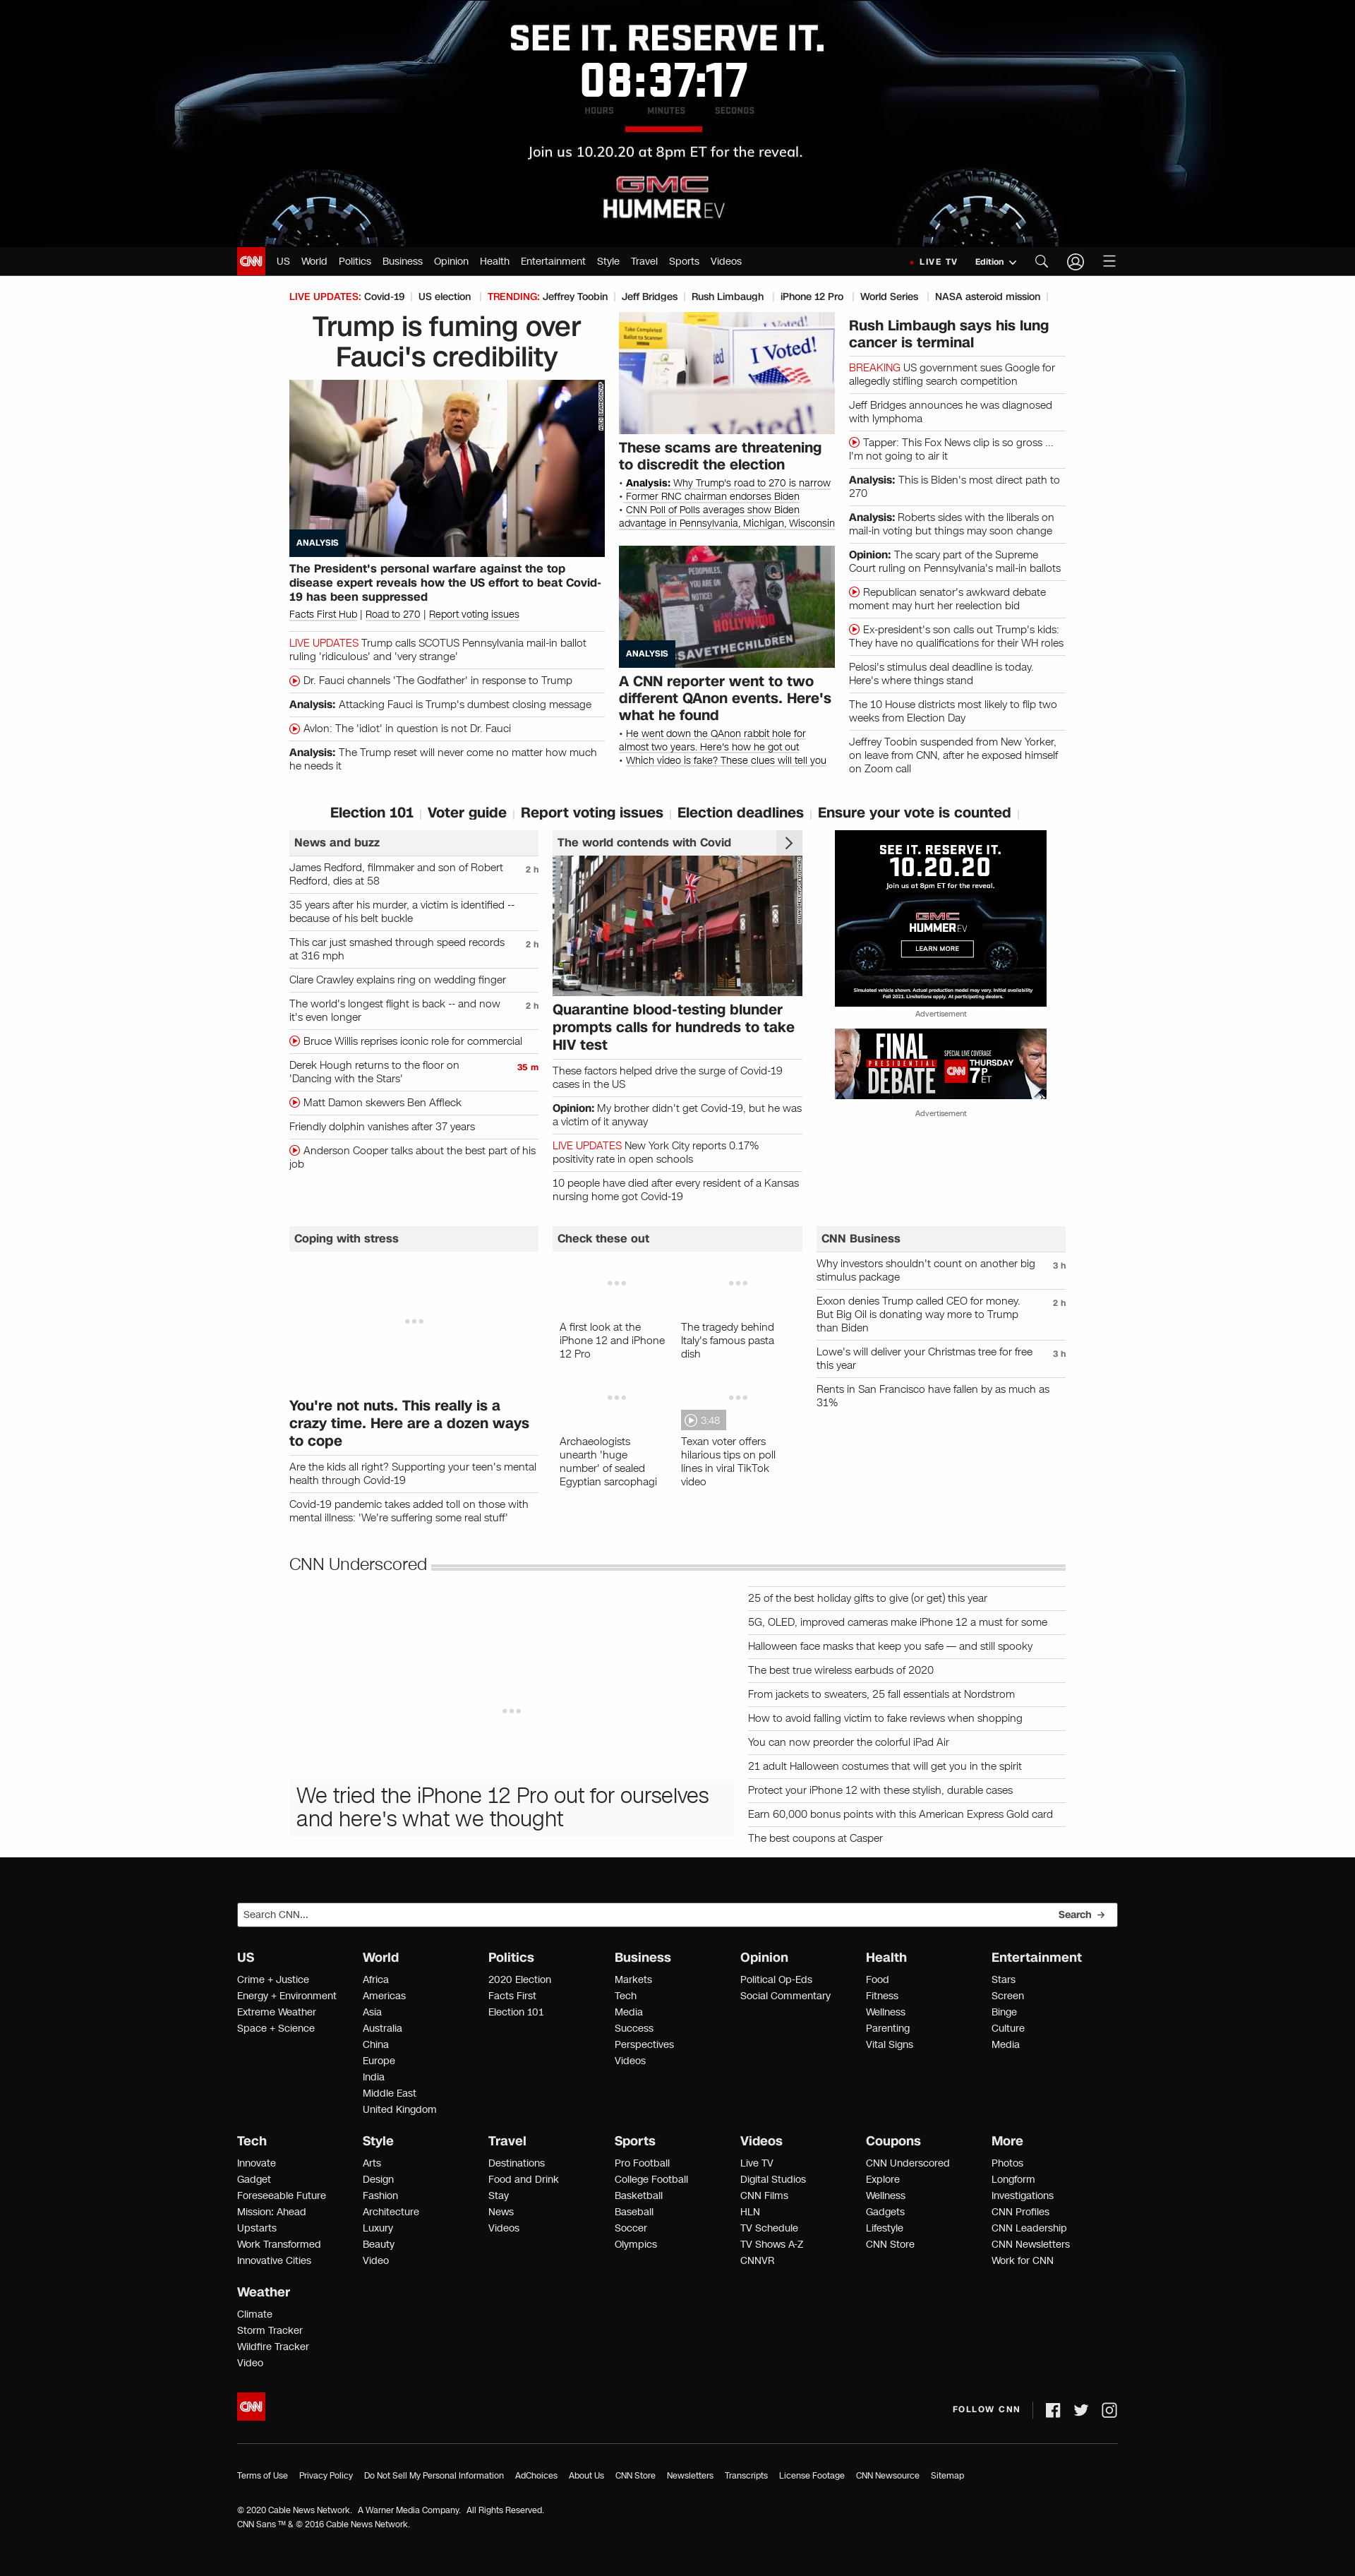 SEE IT. RESERVE IT.
08:37:17
HOURS MINUTES SECONDS
Join us 10.20.20 at 8pm ET for the reveal.
GMC
HUMMER EV
CNN US World Politics Business Opinion Health Entertainment Style Travel Sports Videos LIVE TV Edition
LIVE UPDATES: Covid-19 | US election | TRENDING: Jeffrey Toobin | Jeff Bridges | Rush Limbaugh | iPhone 12 Pro | World Series | NASA asteroid mission |
Trump is fuming over
Fauci's credibility
ANALYSIS
The President's personal warfare against the top
disease expert reveals how the US effort to beat Covid-
19 has been suppressed
Facts First Hub | Road to 270 | Report voting issues
LIVE UPDATES Trump calls SCOTUS Pennsylvania mail-in ballot
ruling 'ridiculous' and 'very strange'
Dr. Fauci channels 'The Godfather' in response to Trump
Analysis: Attacking Fauci is Trump's dumbest closing message
Avlon: The 'idiot' in question is not Dr. Fauci
Analysis: The Trump reset will never come no matter how much
he needs it
Take Completed
Ballot to Scanner
I Voted!
I Voted!
These scams are threatening
to discredit the election
• Analysis: Why Trump's road to 270 is narrow
• Former RNC chairman endorses Biden
• CNN Poll of Polls averages show Biden
advantage in Pennsylvania, Michigan, Wisconsin
PEDOPHILES,
YOU ARE ON
NOTICE!
- Q
HOLLYWOOD
#SAVETHECHILDREN
ANALYSIS
A CNN reporter went to two
different QAnon events. Here's
what he found
• He went down the QAnon rabbit hole for
almost two years. Here's how he got out
• Which video is fake? These clues will tell you
Rush Limbaugh says his lung
cancer is terminal
BREAKING US government sues Google for
allegedly stifling search competition
Jeff Bridges announces he was diagnosed
with lymphoma
Tapper: This Fox News clip is so gross ...
I'm not going to air it
Analysis: This is Biden's most direct path to
270
Analysis: Roberts sides with the liberals on
mail-in voting but things may soon change
Opinion: The scary part of the Supreme
Court ruling on Pennsylvania's mail-in ballots
Republican senator's awkward debate
moment may hurt her reelection bid
Ex-president's son calls out Trump's kids:
They have no qualifications for their WH roles
Pelosi's stimulus deal deadline is today.
Here's where things stand
The 10 House districts most likely to flip two
weeks from Election Day
Jeffrey Toobin suspended from New Yorker,
on leave from CNN, after he exposed himself
on Zoom call
Election 101 | Voter guide | Report voting issues | Election deadlines | Ensure your vote is counted |
News and buzz
James Redford, filmmaker and son of Robert
Redford, dies at 58
2 h
35 years after his murder, a victim is identified --
because of his belt buckle
This car just smashed through speed records
at 316 mph
2 h
Clare Crawley explains ring on wedding finger
The world's longest flight is back -- and now
it's even longer
2 h
Bruce Willis reprises iconic role for commercial
Derek Hough returns to the floor on
'Dancing with the Stars'
35 m
Matt Damon skewers Ben Affleck
Friendly dolphin vanishes after 37 years
Anderson Cooper talks about the best part of his
job
The world contends with Covid
Quarantine blood-testing blunder
prompts calls for hundreds to take
HIV test
These factors helped drive the surge of Covid-19
cases in the US
Opinion: My brother didn't get Covid-19, but he was
a victim of it anyway
LIVE UPDATES New York City reports 0.17%
positivity rate in open schools
10 people have died after every resident of a Kansas
nursing home got Covid-19
SEE IT. RESERVE IT.
10.20.20
Join us at 8pm ET for the reveal.
GMC
HUMMER EV
LEARN MORE
Simulated vehicle shown. Actual production model may vary. Initial availability
Fall 2021. Limitations apply. At participating dealers.
Advertisement
FINAL
PRESIDENTIAL
DEBATE
SPECIAL LIVE COVERAGE
CNN
THURSDAY
7P ET
Advertisement
Coping with stress
You're not nuts. This really is a
crazy time. Here are a dozen ways
to cope
Are the kids all right? Supporting your teen's mental
health through Covid-19
Covid-19 pandemic takes added toll on those with
mental illness: 'We're suffering some real stuff'
Check these out
A first look at the
iPhone 12 and iPhone
12 Pro
The tragedy behind
Italy's famous pasta
dish
Archaeologists
unearth 'huge
number' of sealed
Egyptian sarcophagi
3:48
Texan voter offers
hilarious tips on poll
lines in viral TikTok
video
CNN Business
Why investors shouldn't count on another big
stimulus package
3 h
Exxon denies Trump called CEO for money.
But Big Oil is donating way more to Trump
than Biden
2 h
Lowe's will deliver your Christmas tree for free
this year
3 h
Rents in San Francisco have fallen by as much as
31%
CNN Underscored
We tried the iPhone 12 Pro out for ourselves
and here's what we thought
25 of the best holiday gifts to give (or get) this year
5G, OLED, improved cameras make iPhone 12 a must for some
Halloween face masks that keep you safe — and still spooky
The best true wireless earbuds of 2020
From jackets to sweaters, 25 fall essentials at Nordstrom
How to avoid falling victim to fake reviews when shopping
You can now preorder the colorful iPad Air
21 adult Halloween costumes that will get you in the spirit
Protect your iPhone 12 with these stylish, durable cases
Earn 60,000 bonus points with this American Express Gold card
The best coupons at Casper
Search CNN...
Search →
US
Crime + Justice
Energy + Environment
Extreme Weather
Space + Science
World
Africa
Americas
Asia
Australia
China
Europe
India
Middle East
United Kingdom
Politics
2020 Election
Facts First
Election 101
Business
Markets
Tech
Media
Success
Perspectives
Videos
Opinion
Political Op-Eds
Social Commentary
Health
Food
Fitness
Wellness
Parenting
Vital Signs
Entertainment
Stars
Screen
Binge
Culture
Media
Tech
Innovate
Gadget
Foreseeable Future
Mission: Ahead
Upstarts
Work Transformed
Innovative Cities
Style
Arts
Design
Fashion
Architecture
Luxury
Beauty
Video
Travel
Destinations
Food and Drink
Stay
News
Videos
Sports
Pro Football
College Football
Basketball
Baseball
Soccer
Olympics
Videos
Live TV
Digital Studios
CNN Films
HLN
TV Schedule
TV Shows A-Z
CNNVR
Coupons
CNN Underscored
Explore
Wellness
Gadgets
Lifestyle
CNN Store
More
Photos
Longform
Investigations
CNN Profiles
CNN Leadership
CNN Newsletters
Work for CNN
Weather
Climate
Storm Tracker
Wildfire Tracker
Video
CNN
FOLLOW CNN
Terms of Use Privacy Policy Do Not Sell My Personal Information AdChoices About Us CNN Store Newsletters Transcripts License Footage CNN Newsource Sitemap
© 2020 Cable News Network. A Warner Media Company. All Rights Reserved.
CNN Sans ™ & © 2016 Cable News Network.